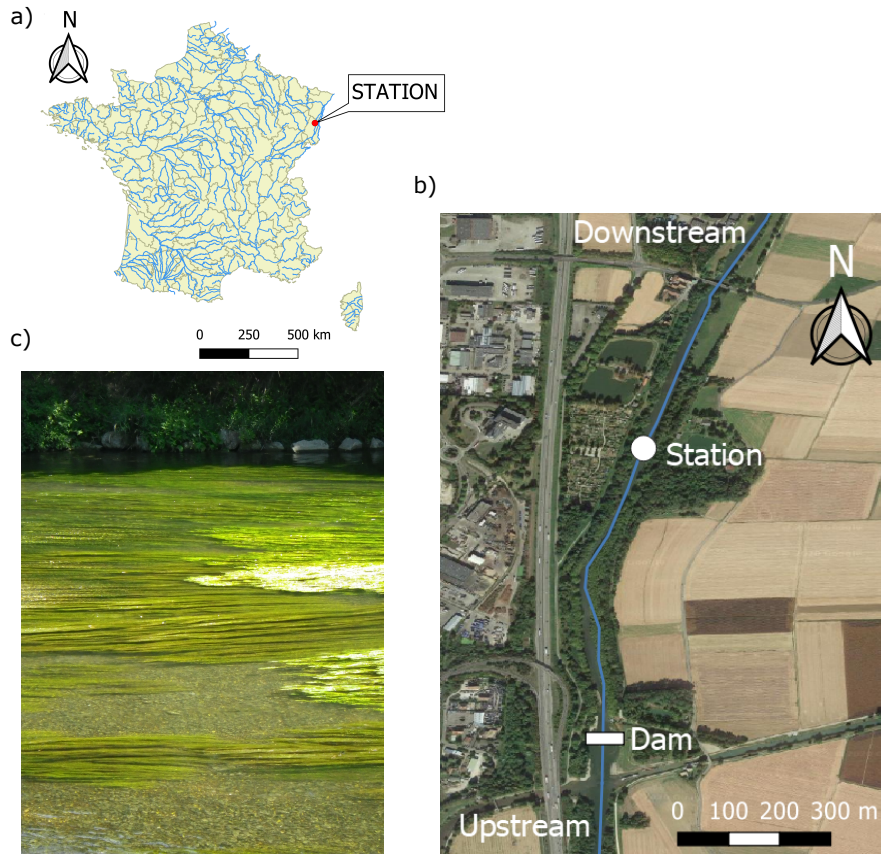 a)
N
STATION
0 250 500 km
b)
Downstream
N
Station
Dam
0 100 200 300 m
Upstream
c)